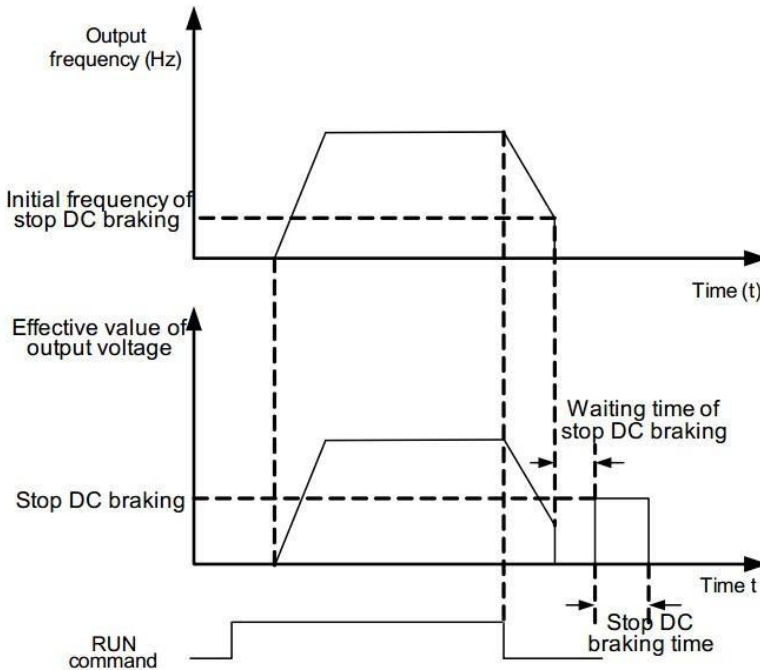 Output
frequency (Hz)
Initial frequency of
stop DC braking
Time (t)
Effective value of
output voltage
Waiting time of
stop DC braking
Stop DC braking
Time t
Stop DC
braking time
RUN
command